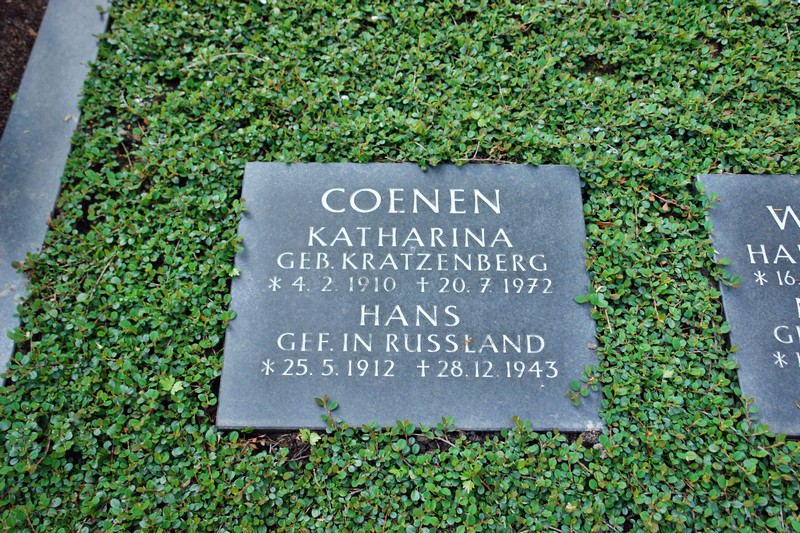 COENEN
KATHARINA
GEB. KRATZENBERG
* 4. 2. 1910 + 20. 7. 1972
HANS
GEF. IN RUSSLAND
* 25. 5. 1912 + 28. 12. 1943
* 16.